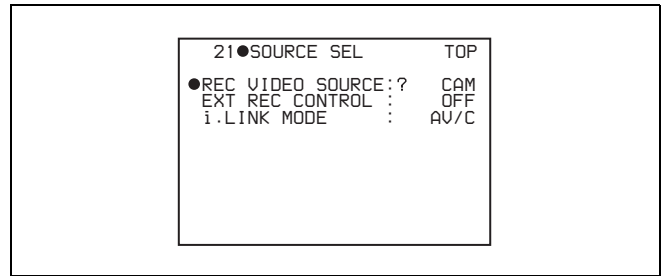 21●SOURCE SEL TOP
●REC VIDEO SOURCE:? CAM
EXT REC CONTROL : OFF
i.LINK MODE : AV/C